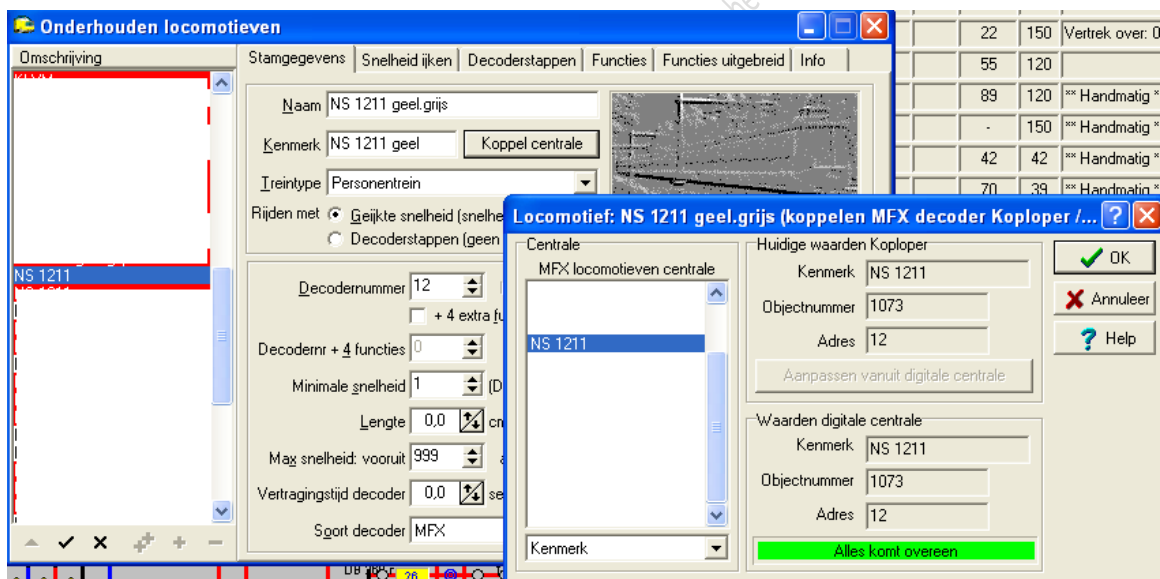 Onderhouden locomotieven
Omschrijving
NS 1211
Stamgegevens Snelheid ijken Decoderstappen Functies Functies uitgebreid Info
Naam NS 1211 geel.grijs
Kenmerk NS 1211 geel Koppel centrale
Treintype Personentrein
Rijden met Geijkte snelheid (snelhe
Decoderstappen (geen
Decodernummer 12
+ 4 extra fu
Decodernr + 4 functies 0
Minimale snelheid 1 (D
Lengte 0,0 cm
Max snelheid: vooruit 999
Vertragingstijd decoder 0,0 se
Soort decoder MFX
22 150 Vertrek over: 0
55 120
89 120 ** Handmatig *
- 150 ** Handmatig *
42 42 ** Handmatig *
70 39 ** Handmatig *
Locomotief: NS 1211 geel.grijs (koppelen MFX decoder Koploper /...
Centrale
MFX locomotieven centrale
NS 1211
Kenmerk
Huidige waarden Koploper
Kenmerk NS 1211
Objectnummer 1073
Adres 12
Aanpassen vanuit digitale centrale
Waarden digitale centrale
Kenmerk NS 1211
Objectnummer 1073
Adres 12
Alles komt overeen
OK
Annuleer
Help
26